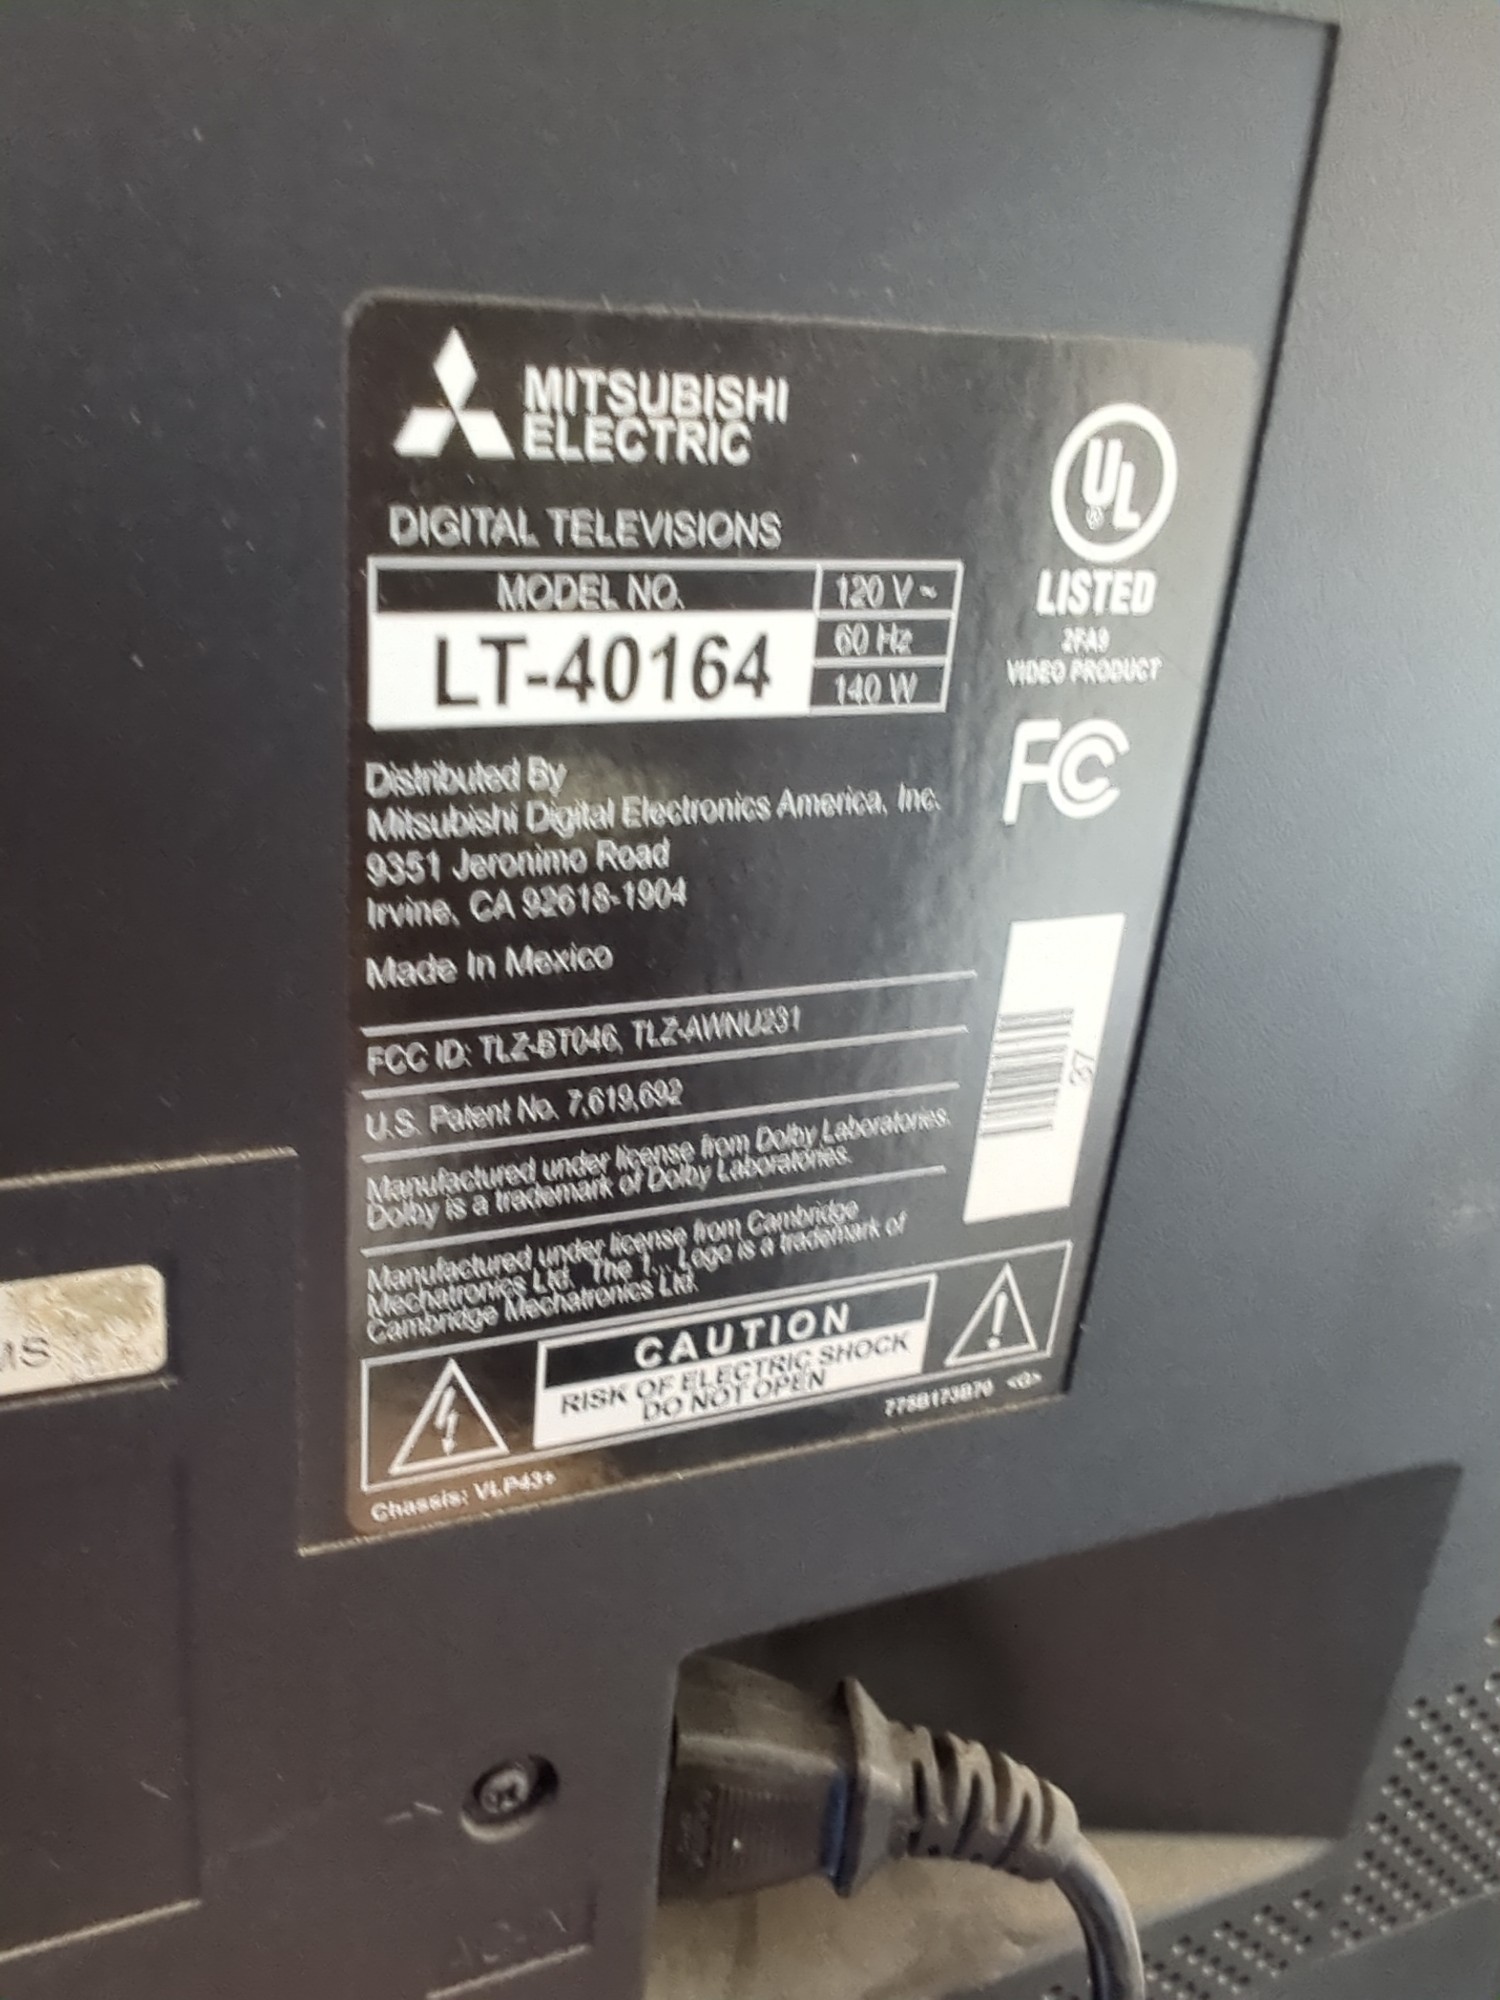 MITSUBISHI
ELECTRIC
DIGITAL TELEVISIONS
MODEL NO.
LT-40164
120 V ~
60 Hz
140 W
UL
®
LISTED
2FA9
VIDEO PRODUCT
FCC
Distributed By
Mitsubishi Digital Electronics America, Inc.
9351 Jeronimo Road
Irvine, CA 92618-1904
Made In Mexico
37
FCC ID: TLZ-BT046, TLZ-AWNU231
U.S. Patent No. 7,619,692
Manufactured under license from Dolby Laboratories.
Dolby is a trademark of Dolby Laboratories.
Manufactured under license from Cambridge
Mechatronics Ltd. The 1... Logo is a trademark of
Cambridge Mechatronics Ltd.
CAUTION
RISK OF ELECTRIC SHOCK
DO NOT OPEN
775B173B70
Chassis: VLP43+